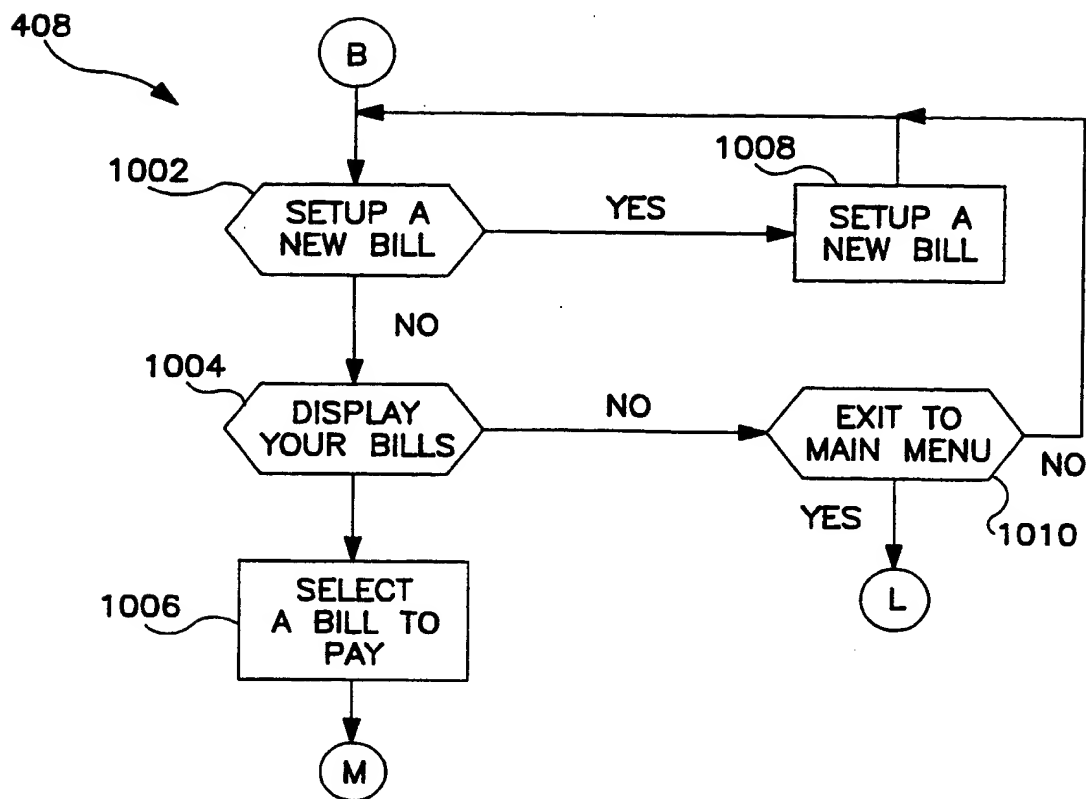 408
B
1002
SETUP A
NEW BILL
YES
1008
SETUP A
NEW BILL
NO
1004
DISPLAY
YOUR BILLS
NO
EXIT TO
MAIN MENU
NO
YES
1010
L
1006
SELECT
A BILL TO
PAY
M